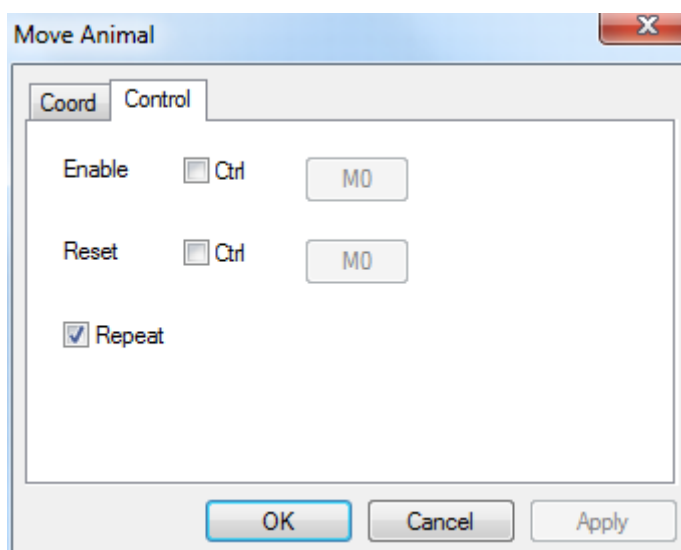 Move Animal
Coord Control
Enable Ctrl M0
Reset Ctrl M0
Repeat
OK Cancel Apply